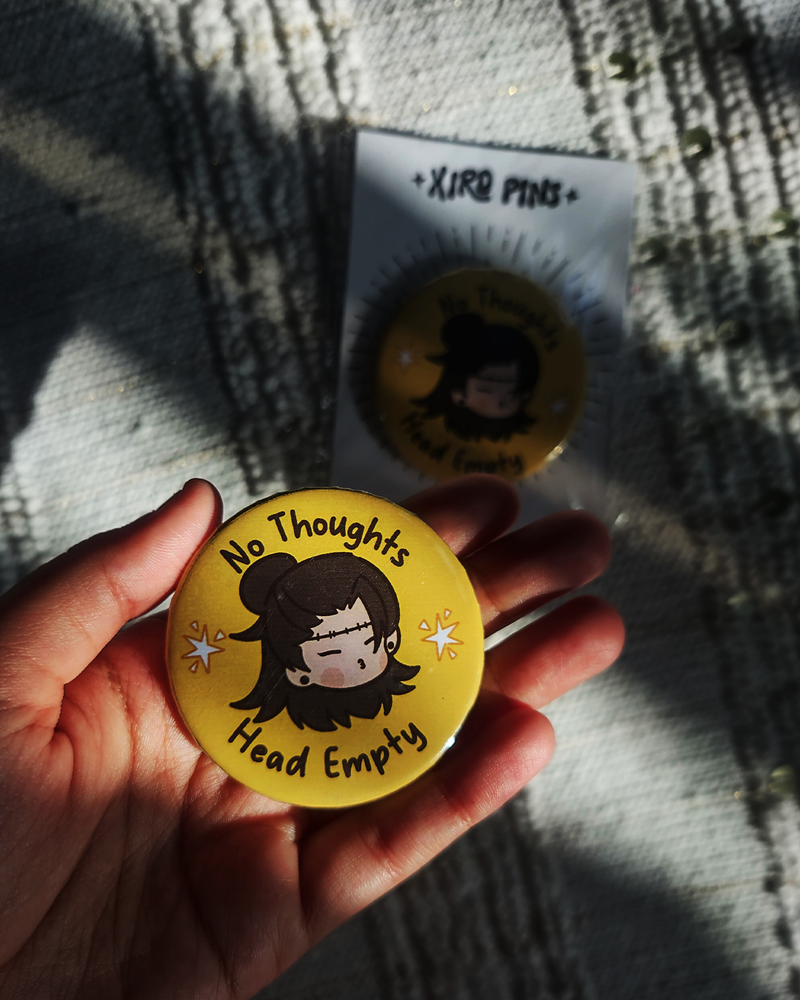 XIRO PINS
No Thoughts
Head Empty
No Thoughts
Head Empty